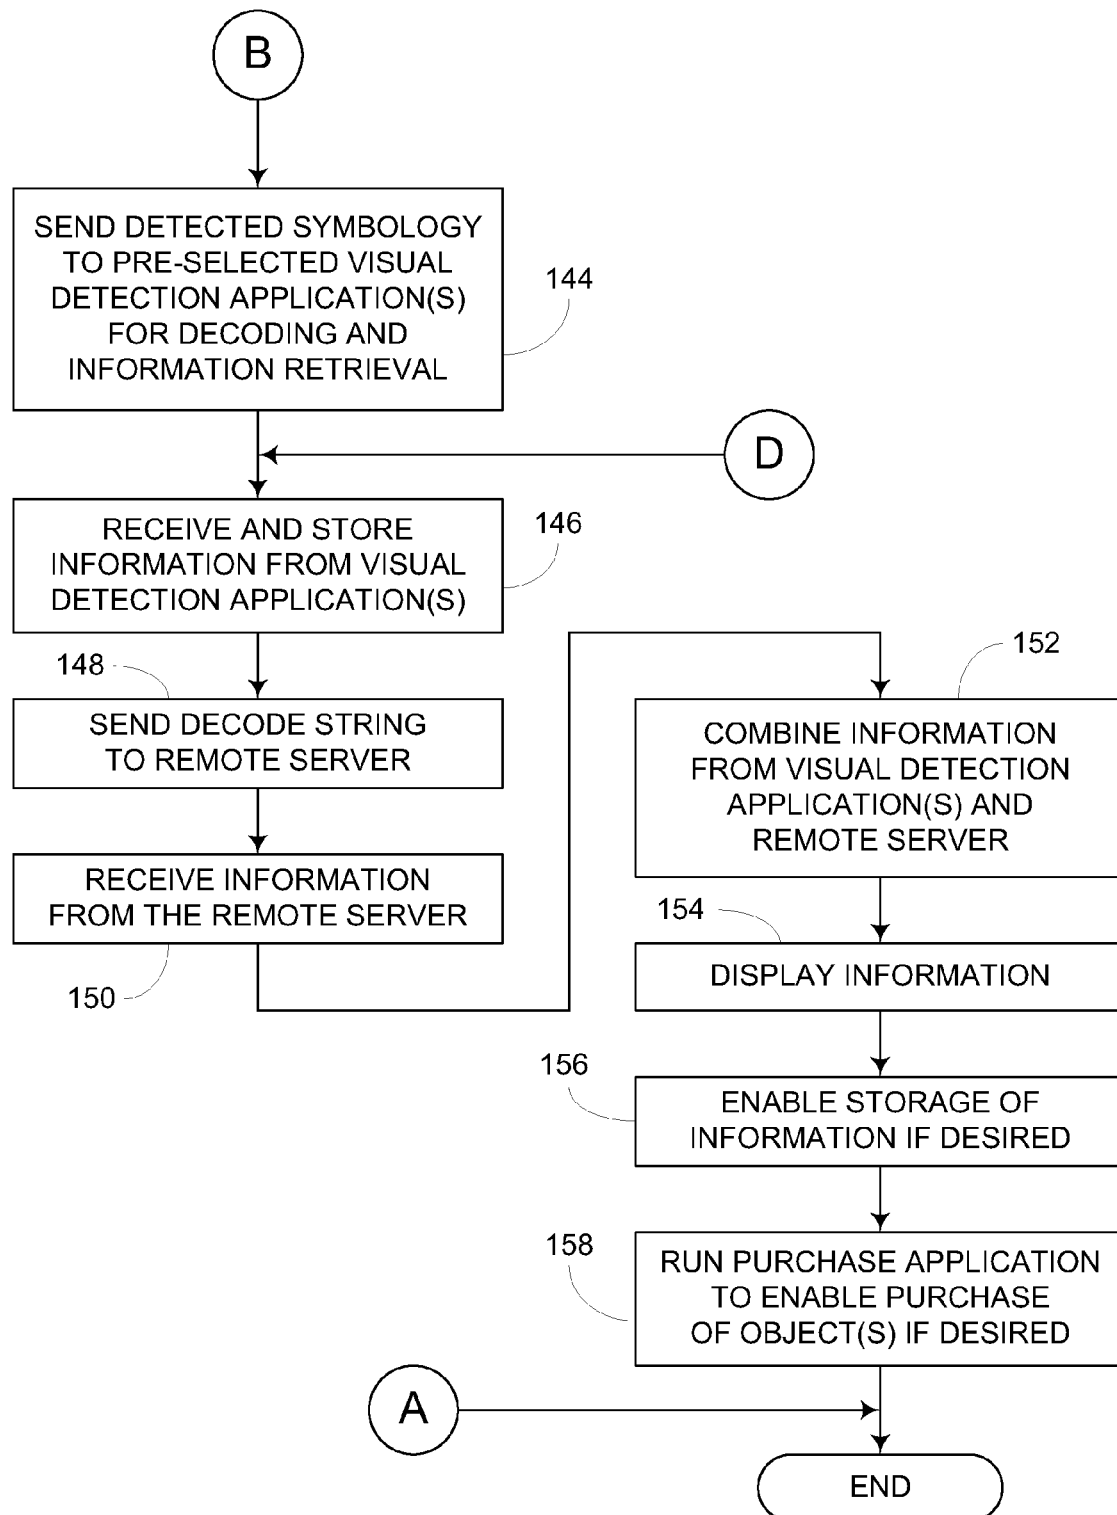 B
SEND DETECTED SYMBOLOGY
TO PRE-SELECTED VISUAL
DETECTION APPLICATION(S)
FOR DECODING AND
INFORMATION RETRIEVAL
144
D
RECEIVE AND STORE
INFORMATION FROM VISUAL
DETECTION APPLICATION(S)
146
148
SEND DECODE STRING
TO REMOTE SERVER
RECEIVE INFORMATION
FROM THE REMOTE SERVER
150
152
COMBINE INFORMATION
FROM VISUAL DETECTION
APPLICATION(S) AND
REMOTE SERVER
154
DISPLAY INFORMATION
156
ENABLE STORAGE OF
INFORMATION IF DESIRED
158
RUN PURCHASE APPLICATION
TO ENABLE PURCHASE
OF OBJECT(S) IF DESIRED
A
END